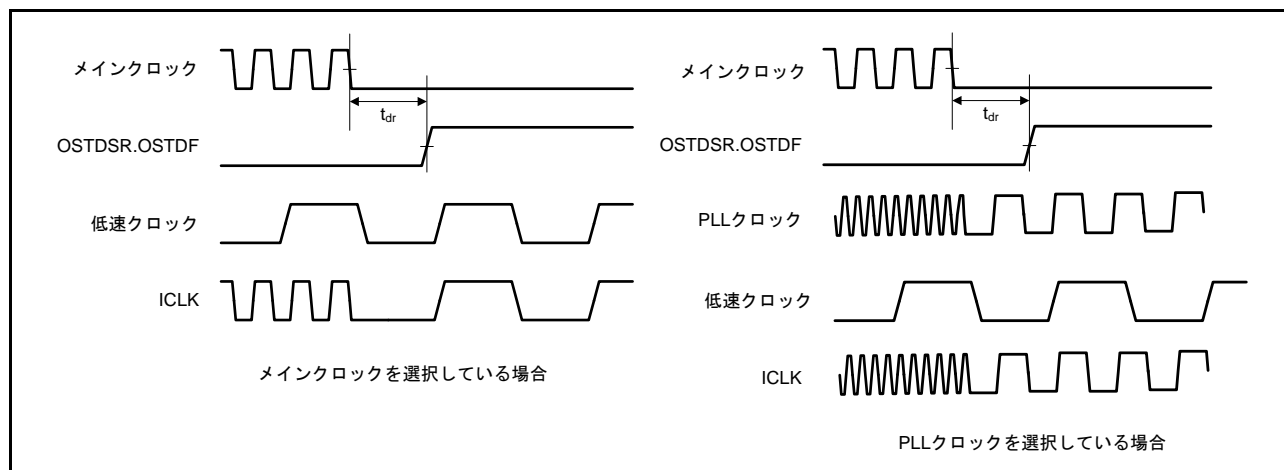 メインクロック
tdr
OSTDSR.OSTDF
低速クロック
ICLK
メインクロックを選択している場合
メインクロック
tdr
OSTDSR.OSTDF
PLLクロック
低速クロック
ICLK
PLLクロックを選択している場合